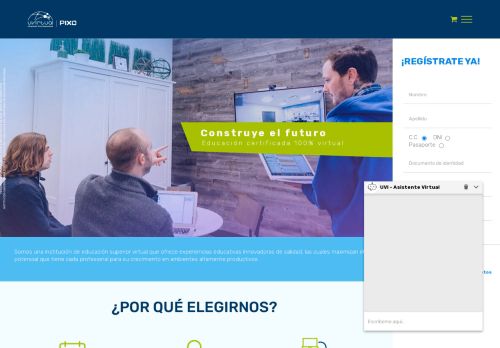 uvirtual | PIXO
¡REGÍSTRATE YA!
Nombre
Apellido
C.C. DNI
Pasaporte
Documento de identidad
Construye el futuro
Educación certificada 100% virtual
UVI - Asistente Virtual
Escríbeme aquí...
Somos una institución de educación superior virtual que ofrece experiencias educativas innovadoras de calidad, las cuales maximizan el
potencial que tiene cada profesional para su crecimiento en ambientes altamente productivos.
¿POR QUÉ ELEGIRNOS?